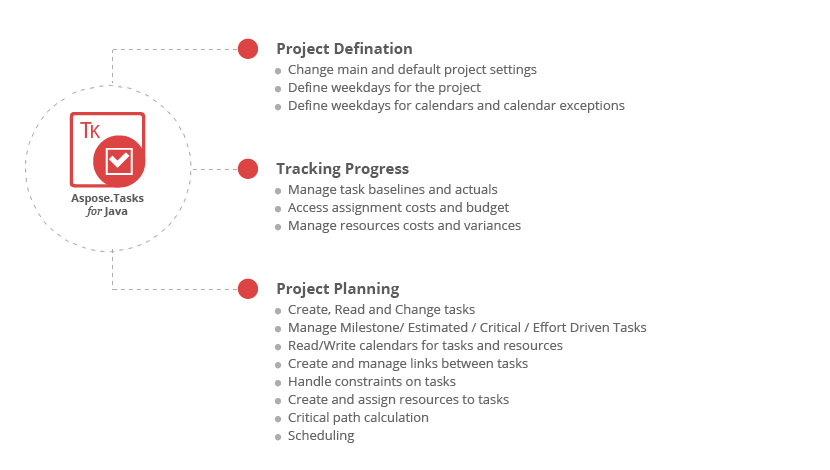 TK
Aspose.Tasks
for Java
Project Defination
Change main and default project settings
Define weekdays for the project
Define weekdays for calendars and calendar exceptions
Tracking Progress
Manage task baselines and actuals
Access assignment costs and budget
Manage resources costs and variances
Project Planning
Create, Read and Change tasks
Manage Milestone/ Estimated / Critical / Effort Driven Tasks
Read/Write calendars for tasks and resources
Create and manage links between tasks
Handle constraints on tasks
Create and assign resources to tasks
Critical path calculation
Scheduling